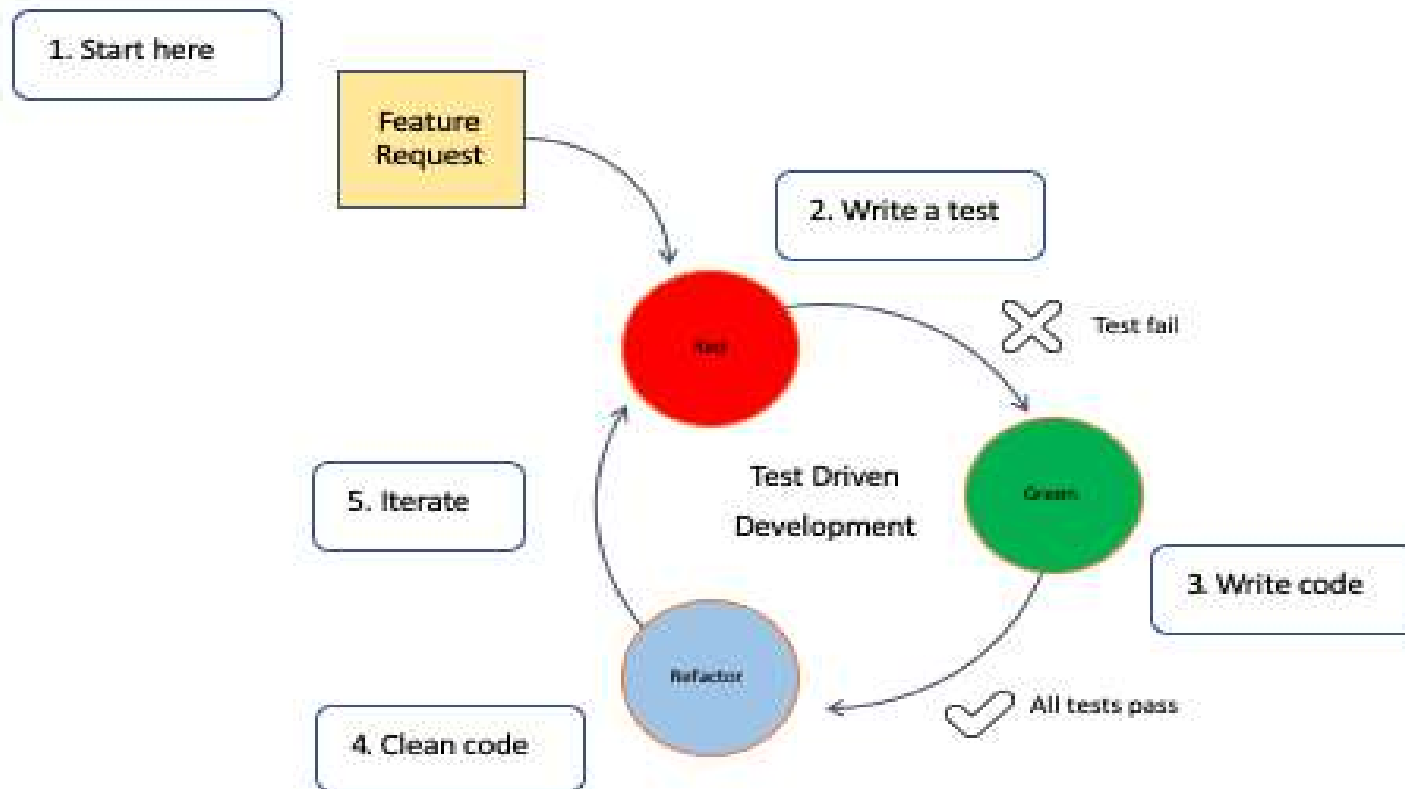 1. Start here
Feature
Request
2. Write a test
Test fail
Red
Green
Test Driven
Development
5. Iterate
3. Write code
Refactor
All tests pass
4. Clean code